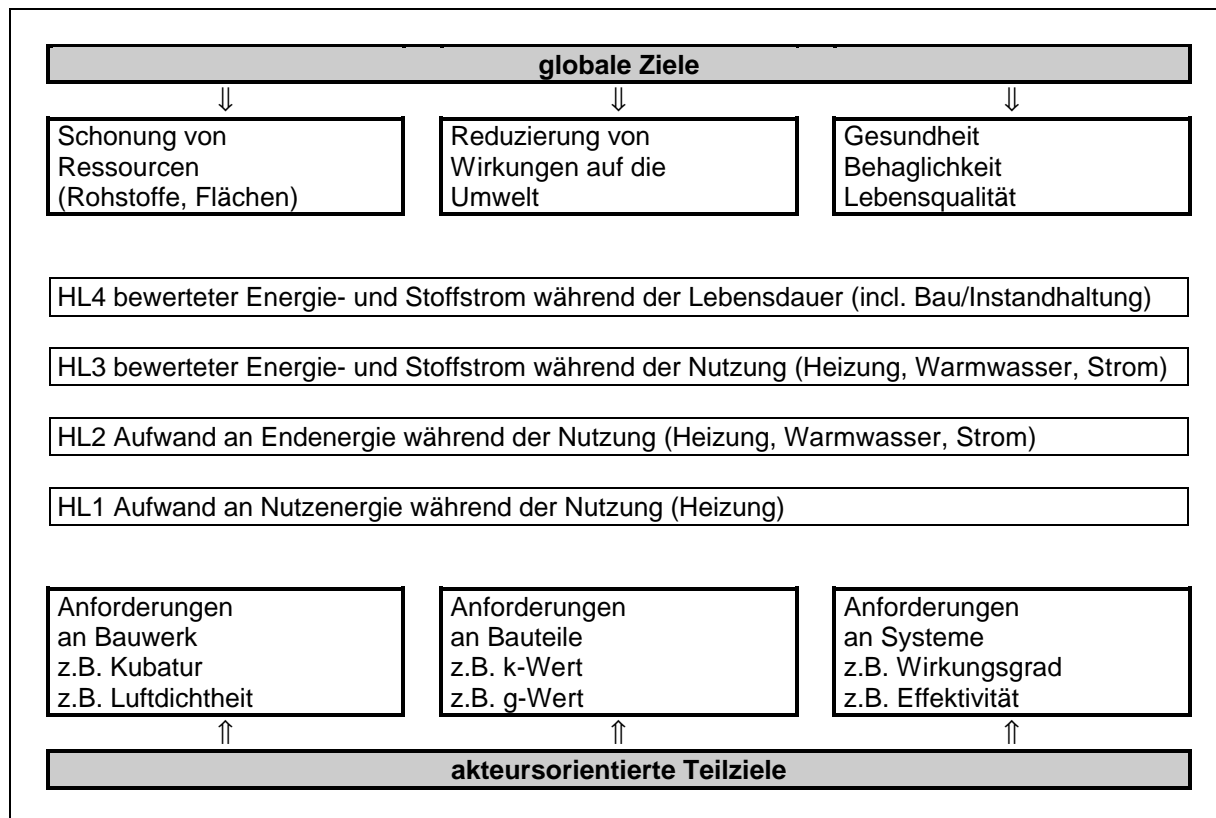 globale Ziele
⇓ ⇓ ⇓
Schonung von
Ressourcen
(Rohstoffe, Flächen)
Reduzierung von
Wirkungen auf die
Umwelt
Gesundheit
Behaglichkeit
Lebensqualität
HL4 bewerteter Energie- und Stoffstrom während der Lebensdauer (incl. Bau/Instandhaltung)
HL3 bewerteter Energie- und Stoffstrom während der Nutzung (Heizung, Warmwasser, Strom)
HL2 Aufwand an Endenergie während der Nutzung (Heizung, Warmwasser, Strom)
HL1 Aufwand an Nutzenergie während der Nutzung (Heizung)
Anforderungen
an Bauwerk
z.B. Kubatur
z.B. Luftdichtheit
Anforderungen
an Bauteile
z.B. k-Wert
z.B. g-Wert
Anforderungen
an Systeme
z.B. Wirkungsgrad
z.B. Effektivität
⇑ ⇑ ⇑
akteursorientierte Teilziele